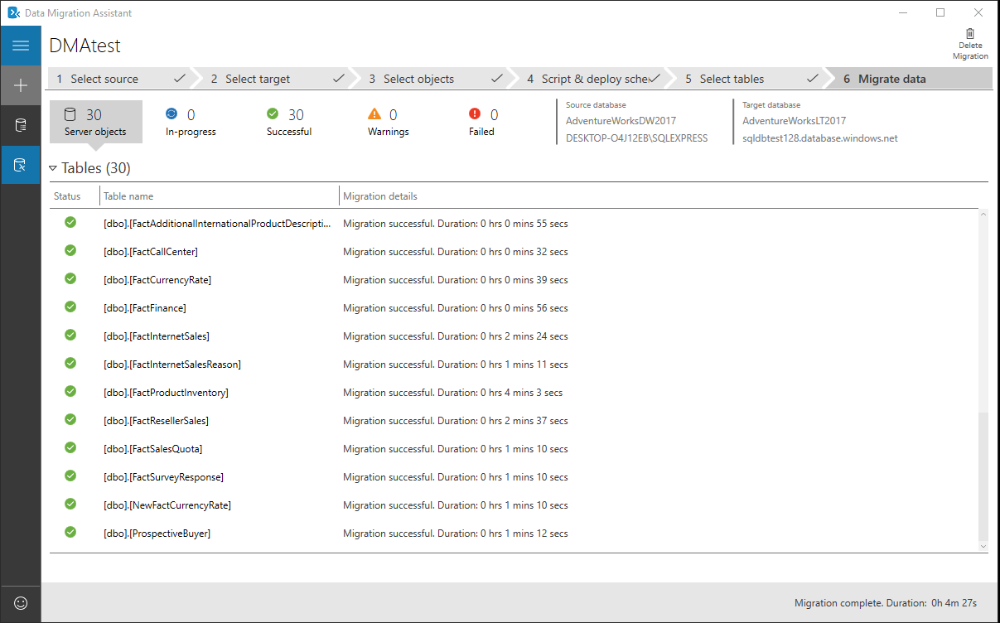 Data Migration Assistant
DMAtest
Delete
Migration
1 Select source
2 Select target
3 Select objects
4 Script & deploy sche
5 Select tables
6 Migrate data
30
Server objects
0
In-progress
30
Successful
0
Warnings
0
Failed
Source database
AdventureWorksDW2017
DESKTOP-O4J12EB\SQLEXPRESS
Target database
AdventureWorksLT2017
sqldbtest128.database.windows.net
Tables (30)
Status Table name Migration details
[dbo].[FactAdditionalInternationalProductDescripti... Migration successful. Duration: 0 hrs 0 mins 55 secs
[dbo].[FactCallCenter] Migration successful. Duration: 0 hrs 0 mins 32 secs
[dbo].[FactCurrencyRate] Migration successful. Duration: 0 hrs 0 mins 39 secs
[dbo].[FactFinance] Migration successful. Duration: 0 hrs 0 mins 56 secs
[dbo].[FactInternetSales] Migration successful. Duration: 0 hrs 2 mins 24 secs
[dbo].[FactInternetSalesReason] Migration successful. Duration: 0 hrs 1 mins 11 secs
[dbo].[FactProductInventory] Migration successful. Duration: 0 hrs 4 mins 3 secs
[dbo].[FactResellerSales] Migration successful. Duration: 0 hrs 2 mins 37 secs
[dbo].[FactSalesQuota] Migration successful. Duration: 0 hrs 1 mins 10 secs
[dbo].[FactSurveyResponse] Migration successful. Duration: 0 hrs 1 mins 10 secs
[dbo].[NewFactCurrencyRate] Migration successful. Duration: 0 hrs 1 mins 10 secs
[dbo].[ProspectiveBuyer] Migration successful. Duration: 0 hrs 1 mins 12 secs
Migration complete. Duration: 0h 4m 27s